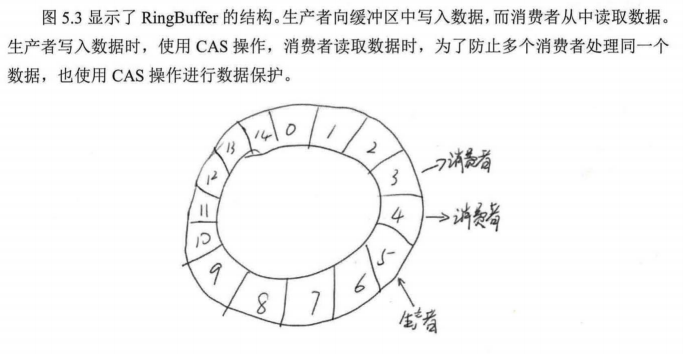 图 5.3 显示了 RingBuffer 的结构。生产者向缓冲区中写入数据，而消费者从中读取数据。
生产者写入数据时，使用 CAS 操作，消费者读取数据时，为了防止多个消费者处理同一个
数据，也使用 CAS 操作进行数据保护。
0
1
2
3
4
5
6
7
8
9
10
11
12
13
14
消费者
消费者
生产者